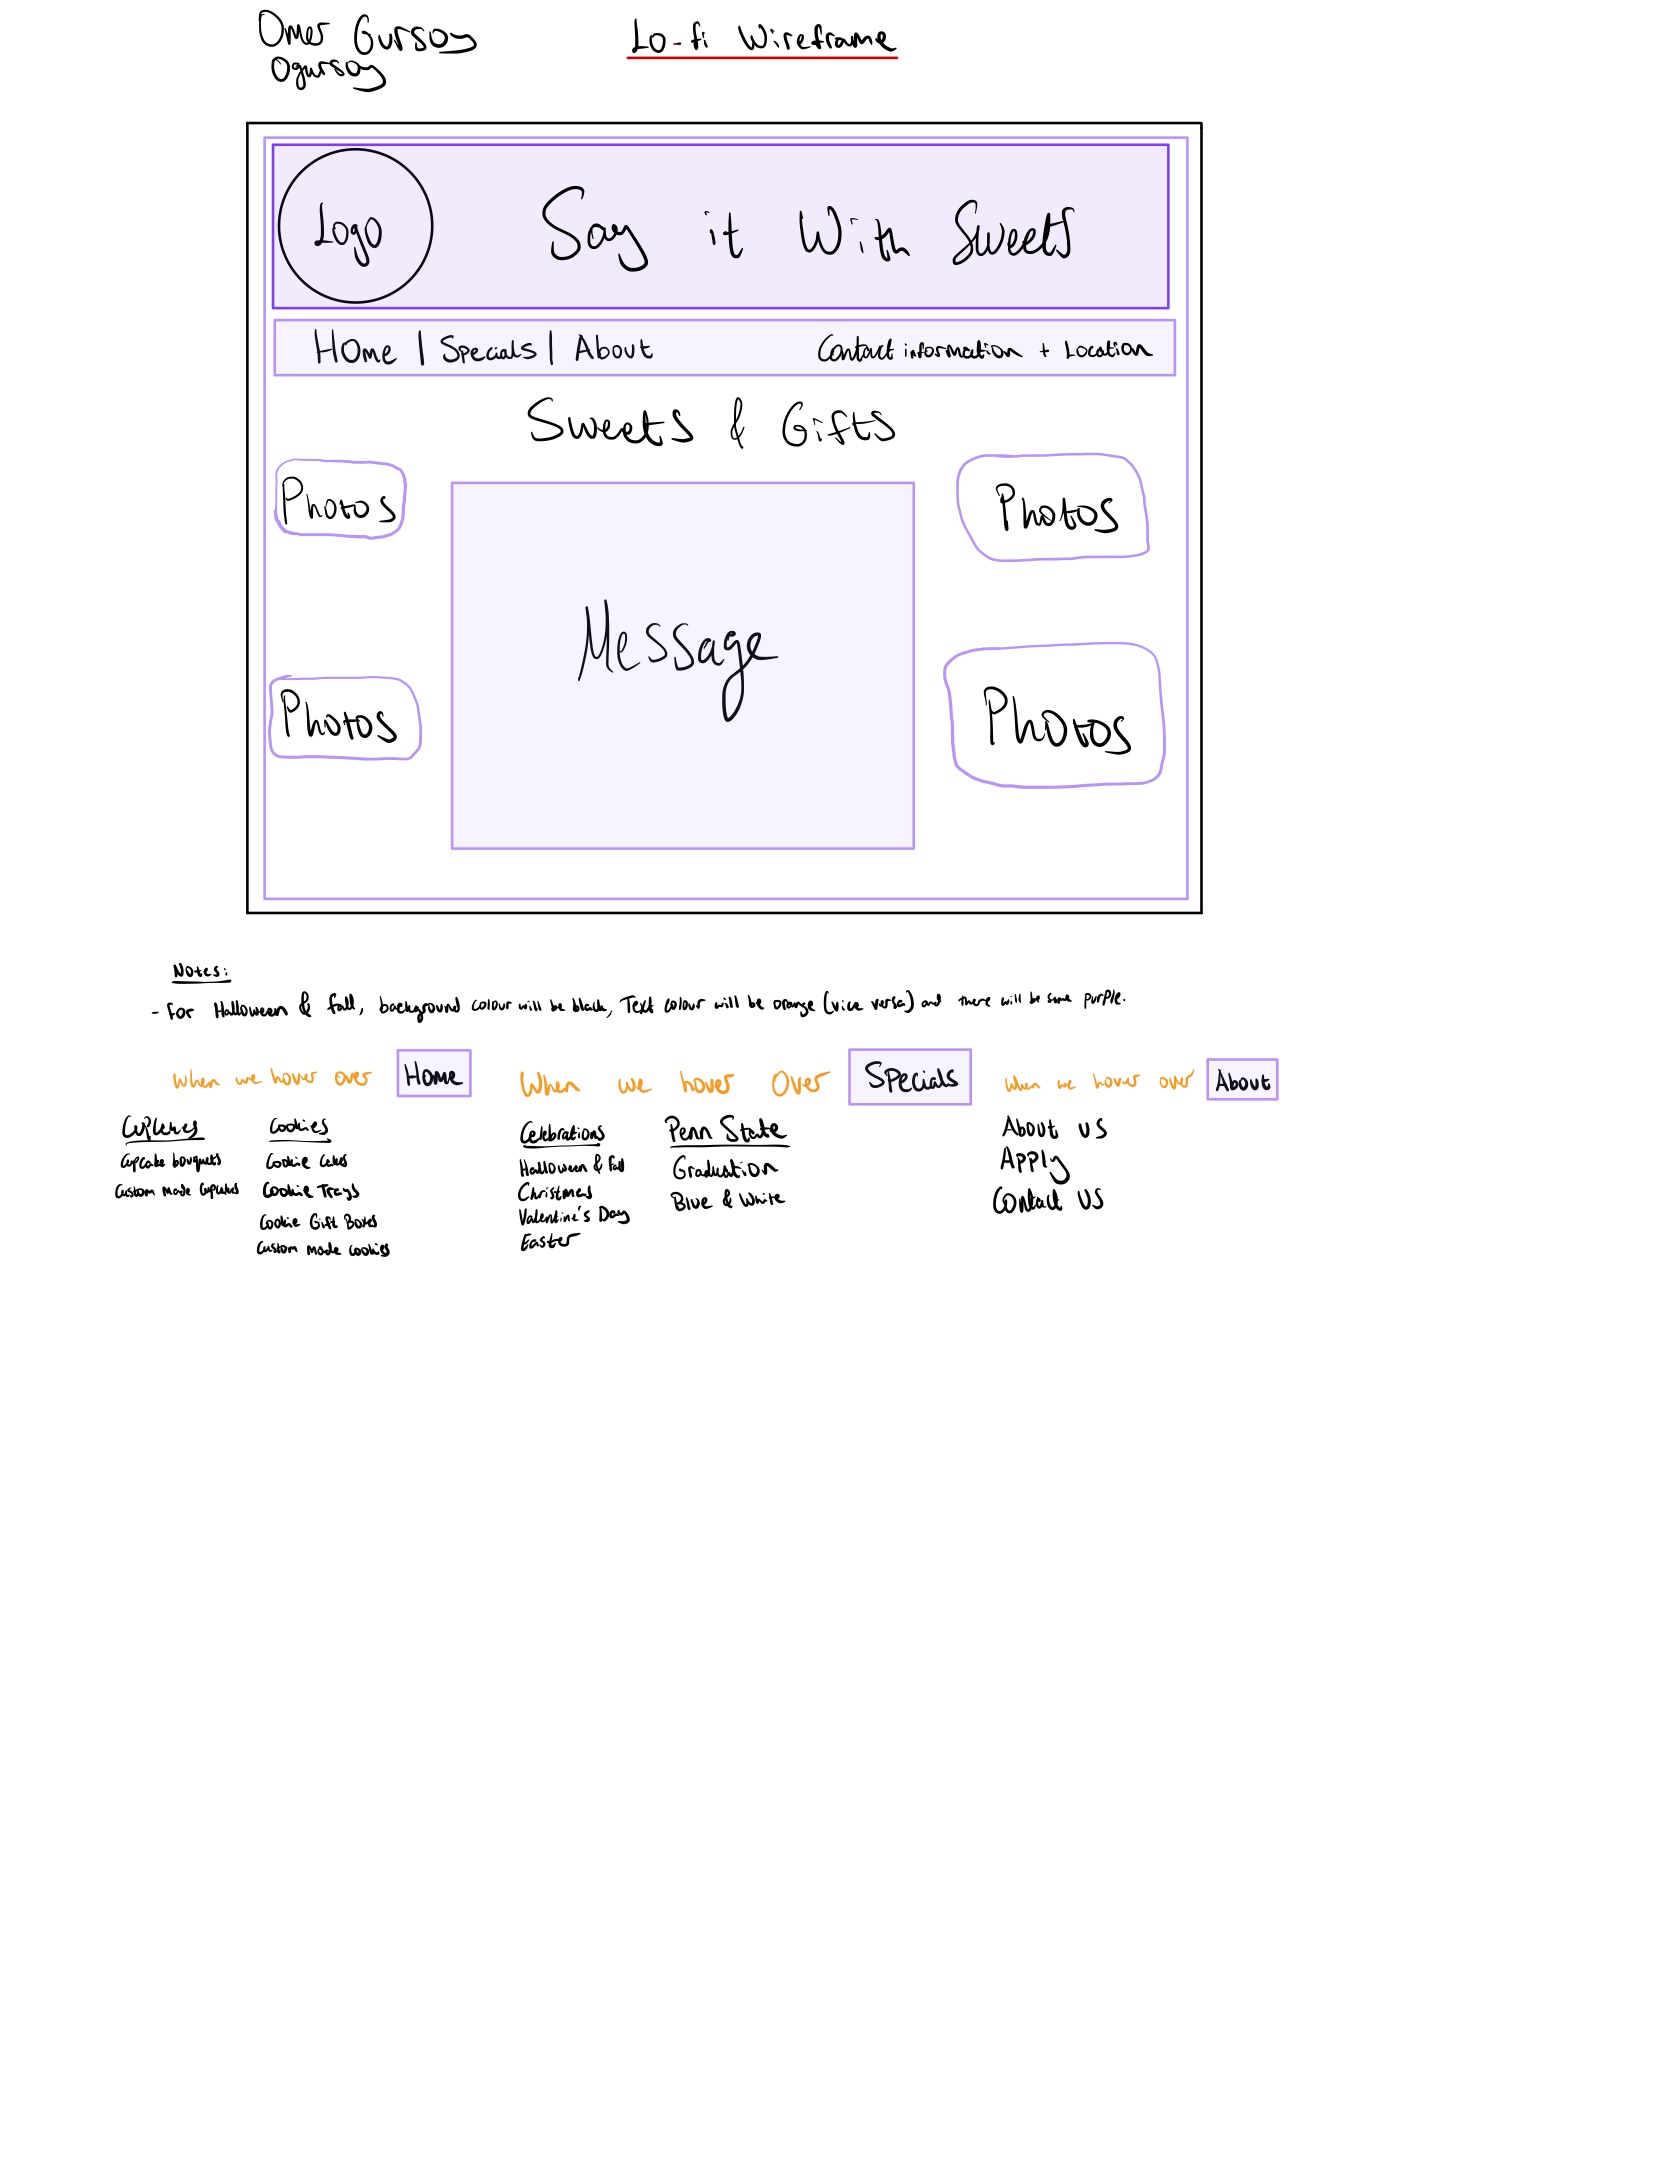 Omer Gursoy
Ogursoy
Lo-fi Wireframe
Logo
Say it With Sweets
Home | Specials | About
Contact information + Location
Sweets & Gifts
Photos
Photos
Message
Photos
Photos
Notes:
- For Halloween & fall, background colour will be black, Text colour will be orange (vice versa) and there will be some purple.
when we hover over Home
Cupcakes
Cupcake bouquets
Custom made Cupcakes
Cookies
Cookie Cakes
Cookie Trays
Cookie Gift Boxes
Custom made cookies
When we hover Over Specials
Celebrations
Halloween & Fall
Christmas
Valentine's Day
Easter
Penn State
Graduation
Blue & White
when we hover over About
About us
Apply
Contact US